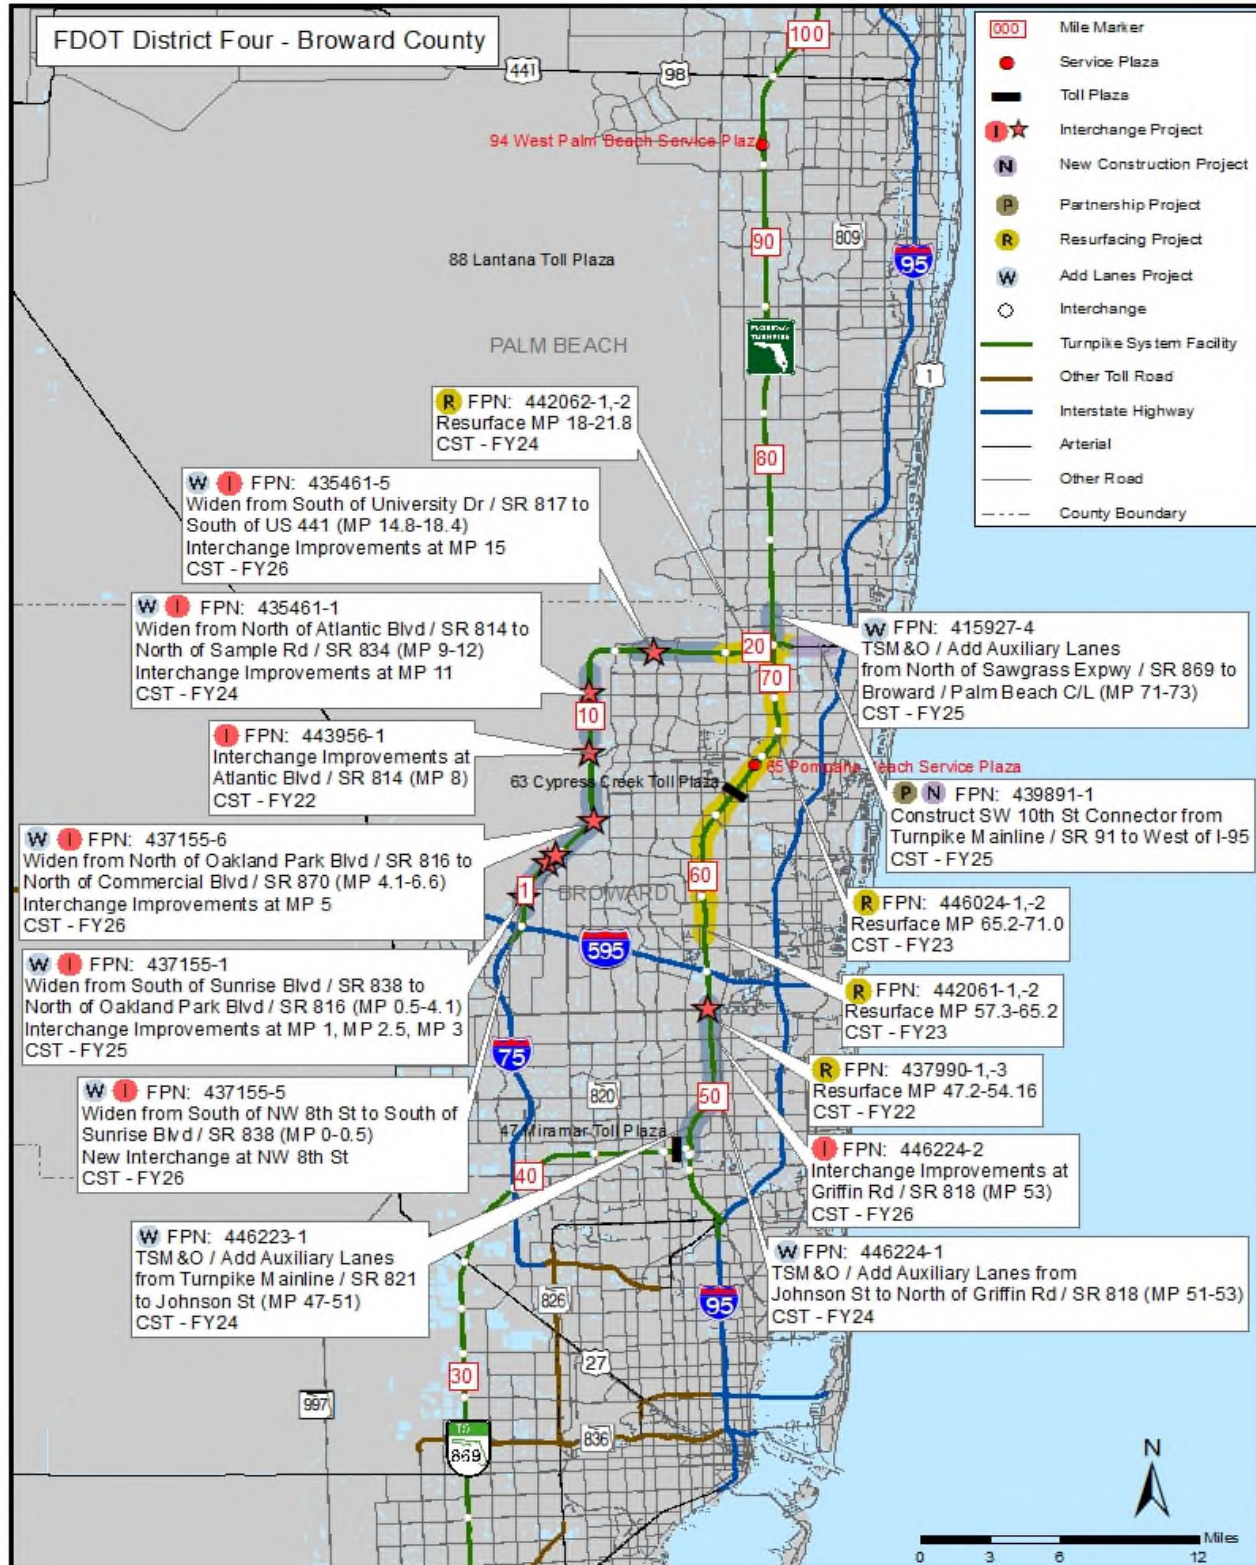 FDOT District Four - Broward County
000 Mile Marker
Service Plaza
Toll Plaza
I Interchange Project
N New Construction Project
P Partnership Project
R Resurfacing Project
W Add Lanes Project
Interchange
Turnpike System Facility
Other Toll Road
Interstate Highway
Arterial
Other Road
County Boundary
100
441
98
94 West Palm Beach Service Plaza
90
809
95
88 Lantana Toll Plaza
FLORIDA'S
TURNPIKE
PALM BEACH
1
R FPN: 442062-1,-2
Resurface MP 18-21.8
CST - FY24
80
W I FPN: 435461-5
Widen from South of University Dr / SR 817 to
South of US 441 (MP 14.8-18.4)
Interchange Improvements at MP 15
CST - FY26
W I FPN: 435461-1
Widen from North of Atlantic Blvd / SR 814 to
North of Sample Rd / SR 834 (MP 9-12)
Interchange Improvements at MP 11
CST - FY24
20
70
W FPN: 415927-4
TSM&O / Add Auxiliary Lanes
from North of Sawgrass Expwy / SR 869 to
Broward / Palm Beach C/L (MP 71-73)
CST - FY25
10
I FPN: 443956-1
Interchange Improvements at
Atlantic Blvd / SR 814 (MP 8)
CST - FY22
65 Pompano Beach Service Plaza
63 Cypress Creek Toll Plaza
P N FPN: 439891-1
Construct SW 10th St Connector from
Turnpike Mainline / SR 91 to West of I-95
CST - FY25
W I FPN: 437155-6
Widen from North of Oakland Park Blvd / SR 816 to
North of Commercial Blvd / SR 870 (MP 4.1-6.6)
Interchange Improvements at MP 5
CST - FY26
60
1
BROWARD
R FPN: 446024-1,-2
Resurface MP 65.2-71.0
CST - FY23
595
W I FPN: 437155-1
Widen from South of Sunrise Blvd / SR 838 to
North of Oakland Park Blvd / SR 816 (MP 0.5-4.1)
Interchange Improvements at MP 1, MP 2.5, MP 3
CST - FY25
R FPN: 442061-1,-2
Resurface MP 57.3-65.2
CST - FY23
75
R FPN: 437990-1,-3
Resurface MP 47.2-54.16
CST - FY22
W I FPN: 437155-5
Widen from South of NW 8th St to South of
Sunrise Blvd / SR 838 (MP 0-0.5)
New Interchange at NW 8th St
CST - FY26
820
50
47 Miramar Toll Plaza
40
I FPN: 446224-2
Interchange Improvements at
Griffin Rd / SR 818 (MP 53)
CST - FY26
W FPN: 446223-1
TSM&O / Add Auxiliary Lanes
from Turnpike Mainline / SR 821
to Johnson St (MP 47-51)
CST - FY24
W FPN: 446224-1
TSM&O / Add Auxiliary Lanes from
Johnson St to North of Griffin Rd / SR 818 (MP 51-53)
CST - FY24
826
95
27
30
997
869
836
N
Miles
0 3 6 12